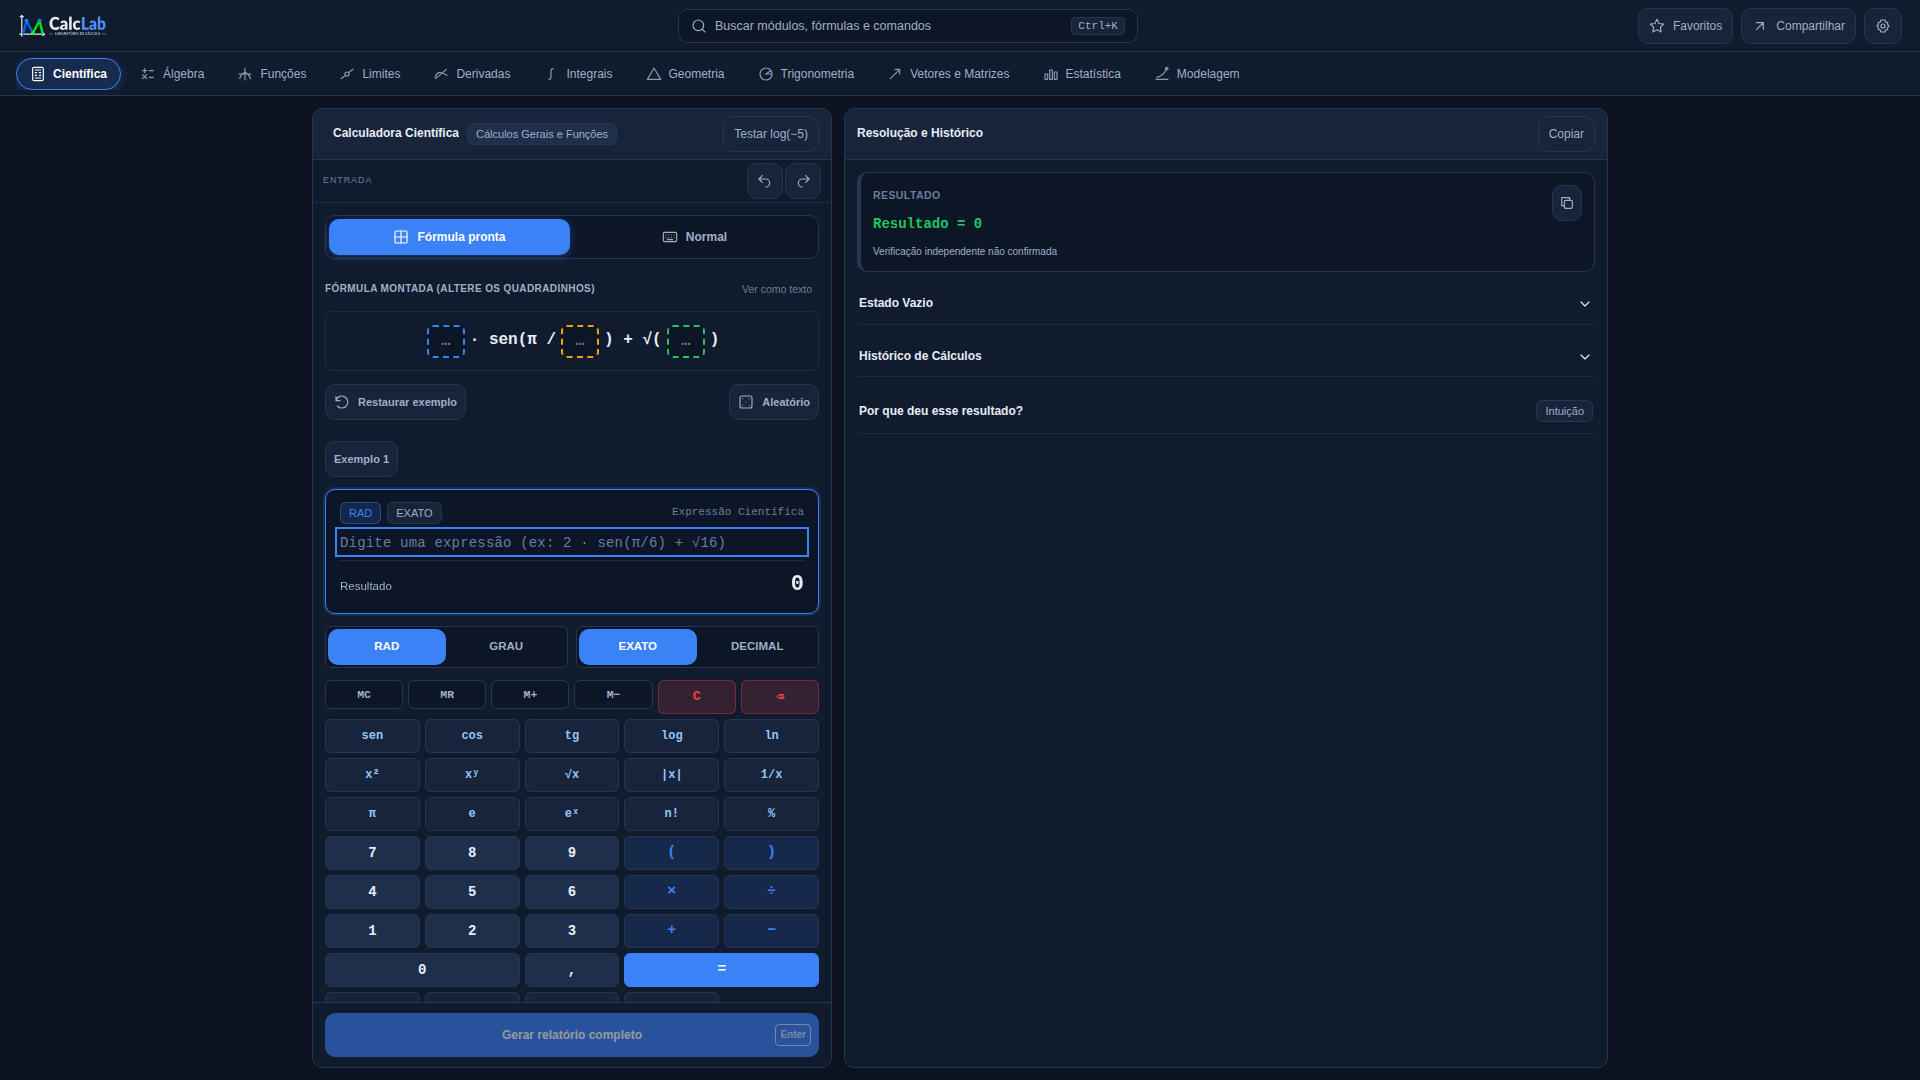 CalcLab
LABORATÓRIO DE CÁLCULO
Buscar módulos, fórmulas e comandos
Ctrl+K
Favoritos
Compartilhar
Científica
Álgebra
Funções
Limites
Derivadas
Integrais
Geometria
Trigonometria
Vetores e Matrizes
Estatística
Modelagem
Calculadora Científica
Cálculos Gerais e Funções
Testar log(−5)
ENTRADA
Fórmula pronta
Normal
FÓRMULA MONTADA (ALTERE OS QUADRADINHOS)
Ver como texto
… · sen(π / … ) + √( … )
Restaurar exemplo
Aleatório
Exemplo 1
RAD
EXATO
Expressão Científica
Digite uma expressão (ex: 2 · sen(π/6) + √16)
Resultado
0
RAD
GRAU
EXATO
DECIMAL
MC MR M+ M− C ⌫
sen cos tg log ln
x² xʸ √x |x| 1/x
π e eˣ n! %
7 8 9 ( )
4 5 6 × ÷
1 2 3 + −
0 , =
Gerar relatório completo
Enter
Resolução e Histórico
Copiar
RESULTADO
Resultado = 0
Verificação independente não confirmada
Estado Vazio
Histórico de Cálculos
Por que deu esse resultado?
Intuição